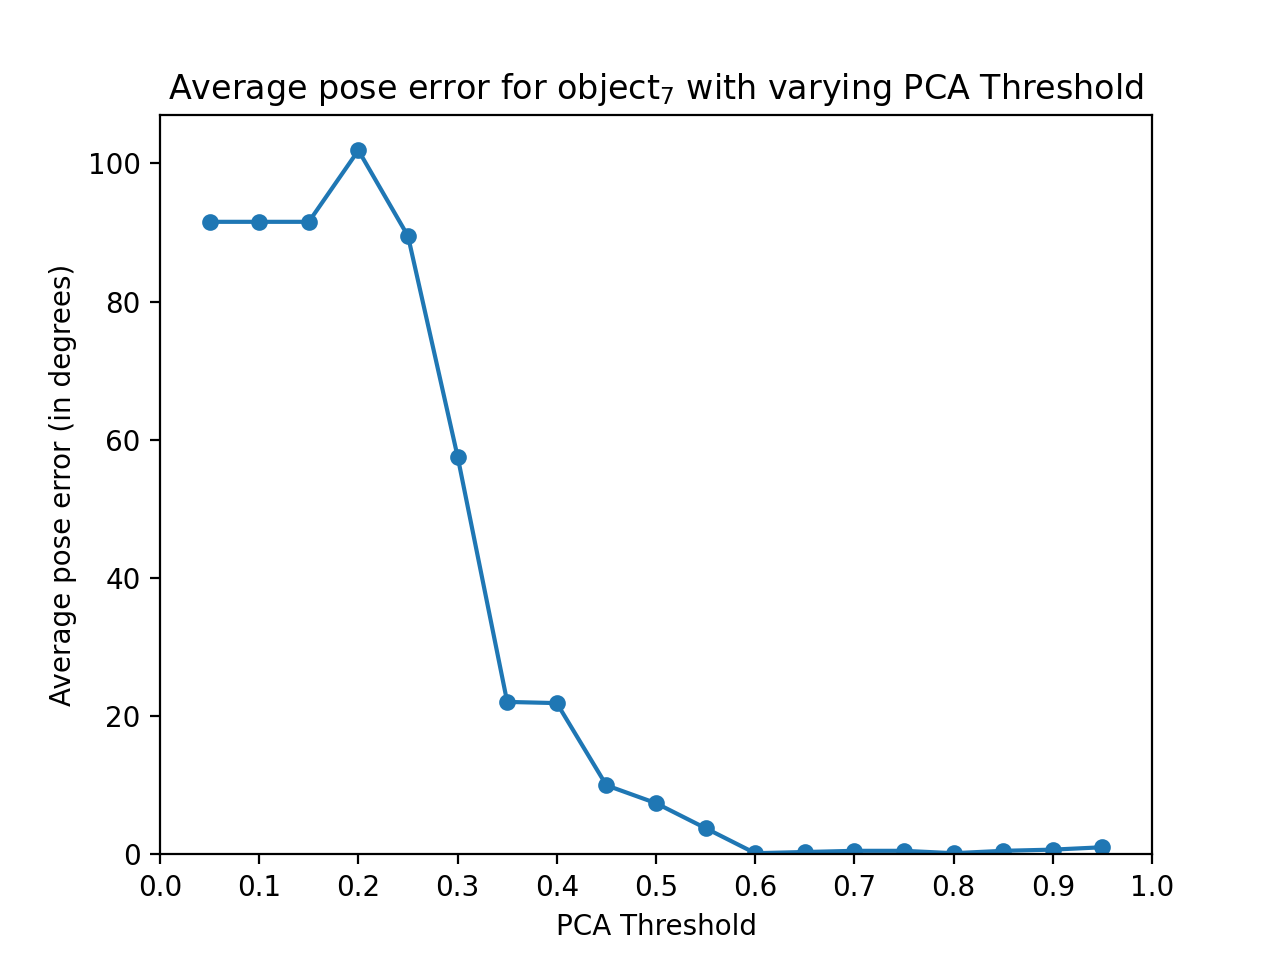 Average pose error for object₇ with varying PCA Threshold
Average pose error (in degrees)
100
80
60
40
20
0
0.0 0.1 0.2 0.3 0.4 0.5 0.6 0.7 0.8 0.9 1.0
PCA Threshold